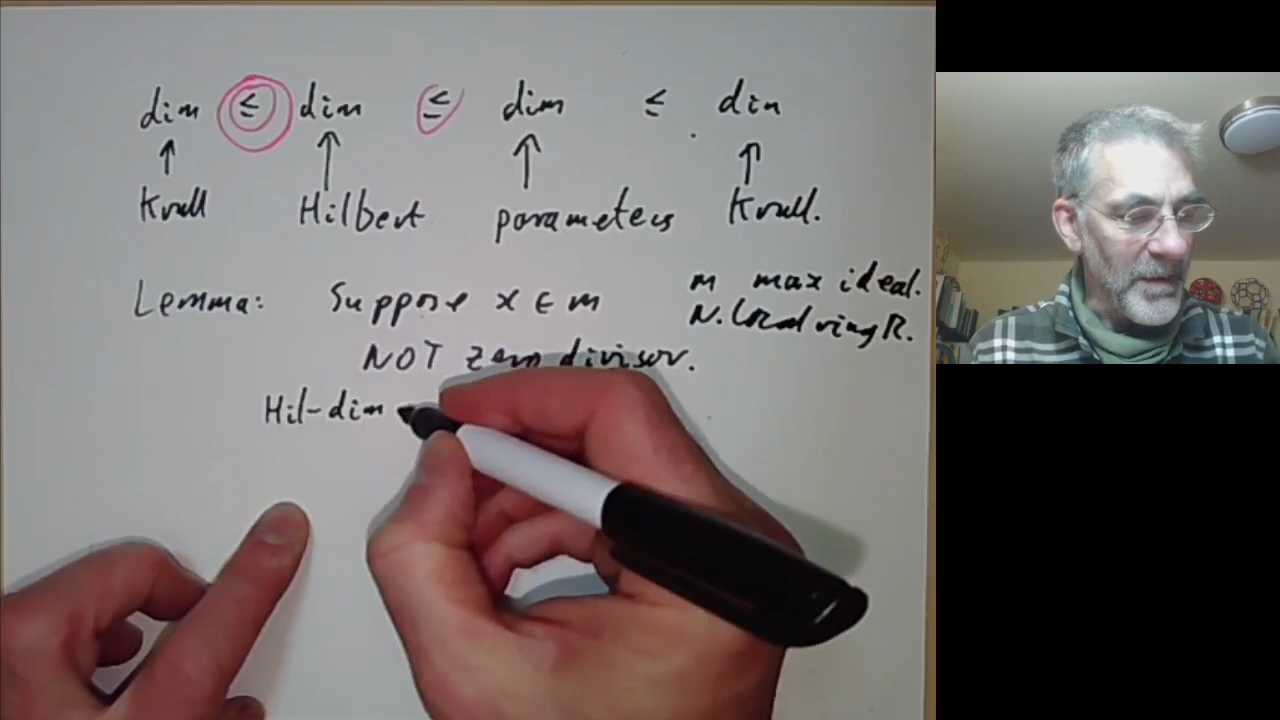 dim ≤ dim ≤ dim ≤ dim
↑ ↑ ↑ ↑
Krull Hilbert parameters Krull.
Lemma: Suppose x ∈ m
NOT zero divisor.
m max ideal.
N. Local ring R.
Hil-dim